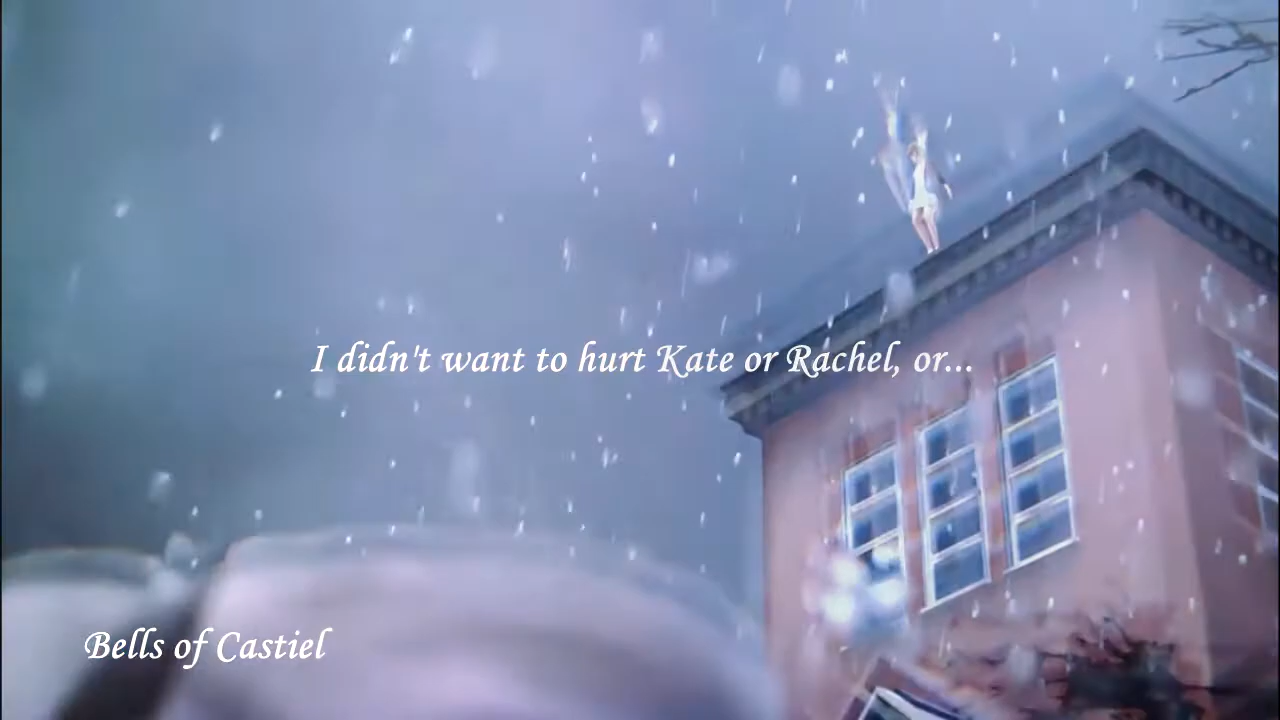 I didn't want to hurt Kate or Rachel, or...
Bells of Castiel